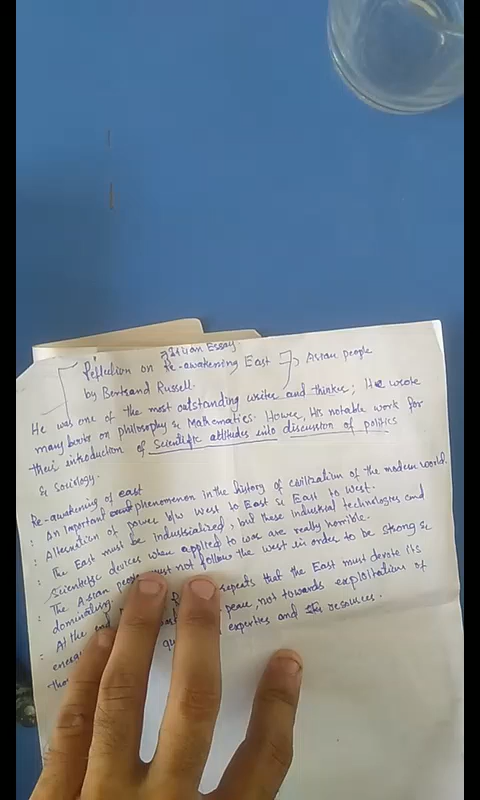 Essay.
Reflection on Re-awakening East } Asian people
by Bertrand Russell.
He was one of the most outstanding writer and thinker; He wrote
many books on philosophy & Mathematics. Howe, His notable work for
their introduction of Scientific attitudes into discussion of politics
& Sociology.
Re-awakening of east
: An Important phenomenon in the history of civilization of the modern world.
: Alternation of power b/w West to East & East to West.
: The East must be Industrialized, but these Industrial technologies and
Scientific devices when applied to war are really horrible.
: The Asian people must not follow the west in order to be strong &
dominating.
: At the end repeats that the East must devote its
energ peace, not towards exploitation of
experties and resources.